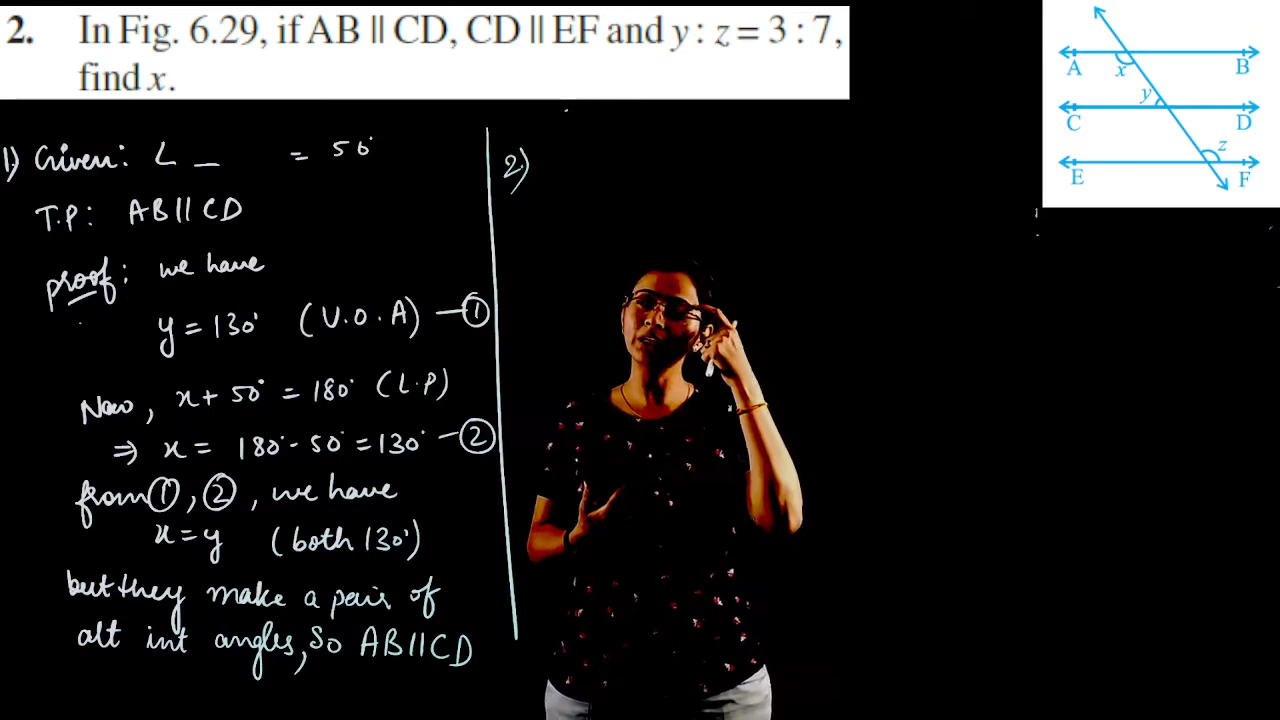 2. In Fig. 6.29, if AB || CD, CD || EF and y : z = 3 : 7,
find x.
A
x
B
y
C
D
z
E
F
1) Given: ∠ _ = 50°
T.P: AB || CD
proof: we have
y = 130° (V.O.A) — ①
Now, x + 50° = 180° (L.P)
⇒ x = 180° - 50° = 130° — ②
from ①, ②, we have
x = y (both 130°)
but they make a pair of
alt int angles, So AB || CD
2)